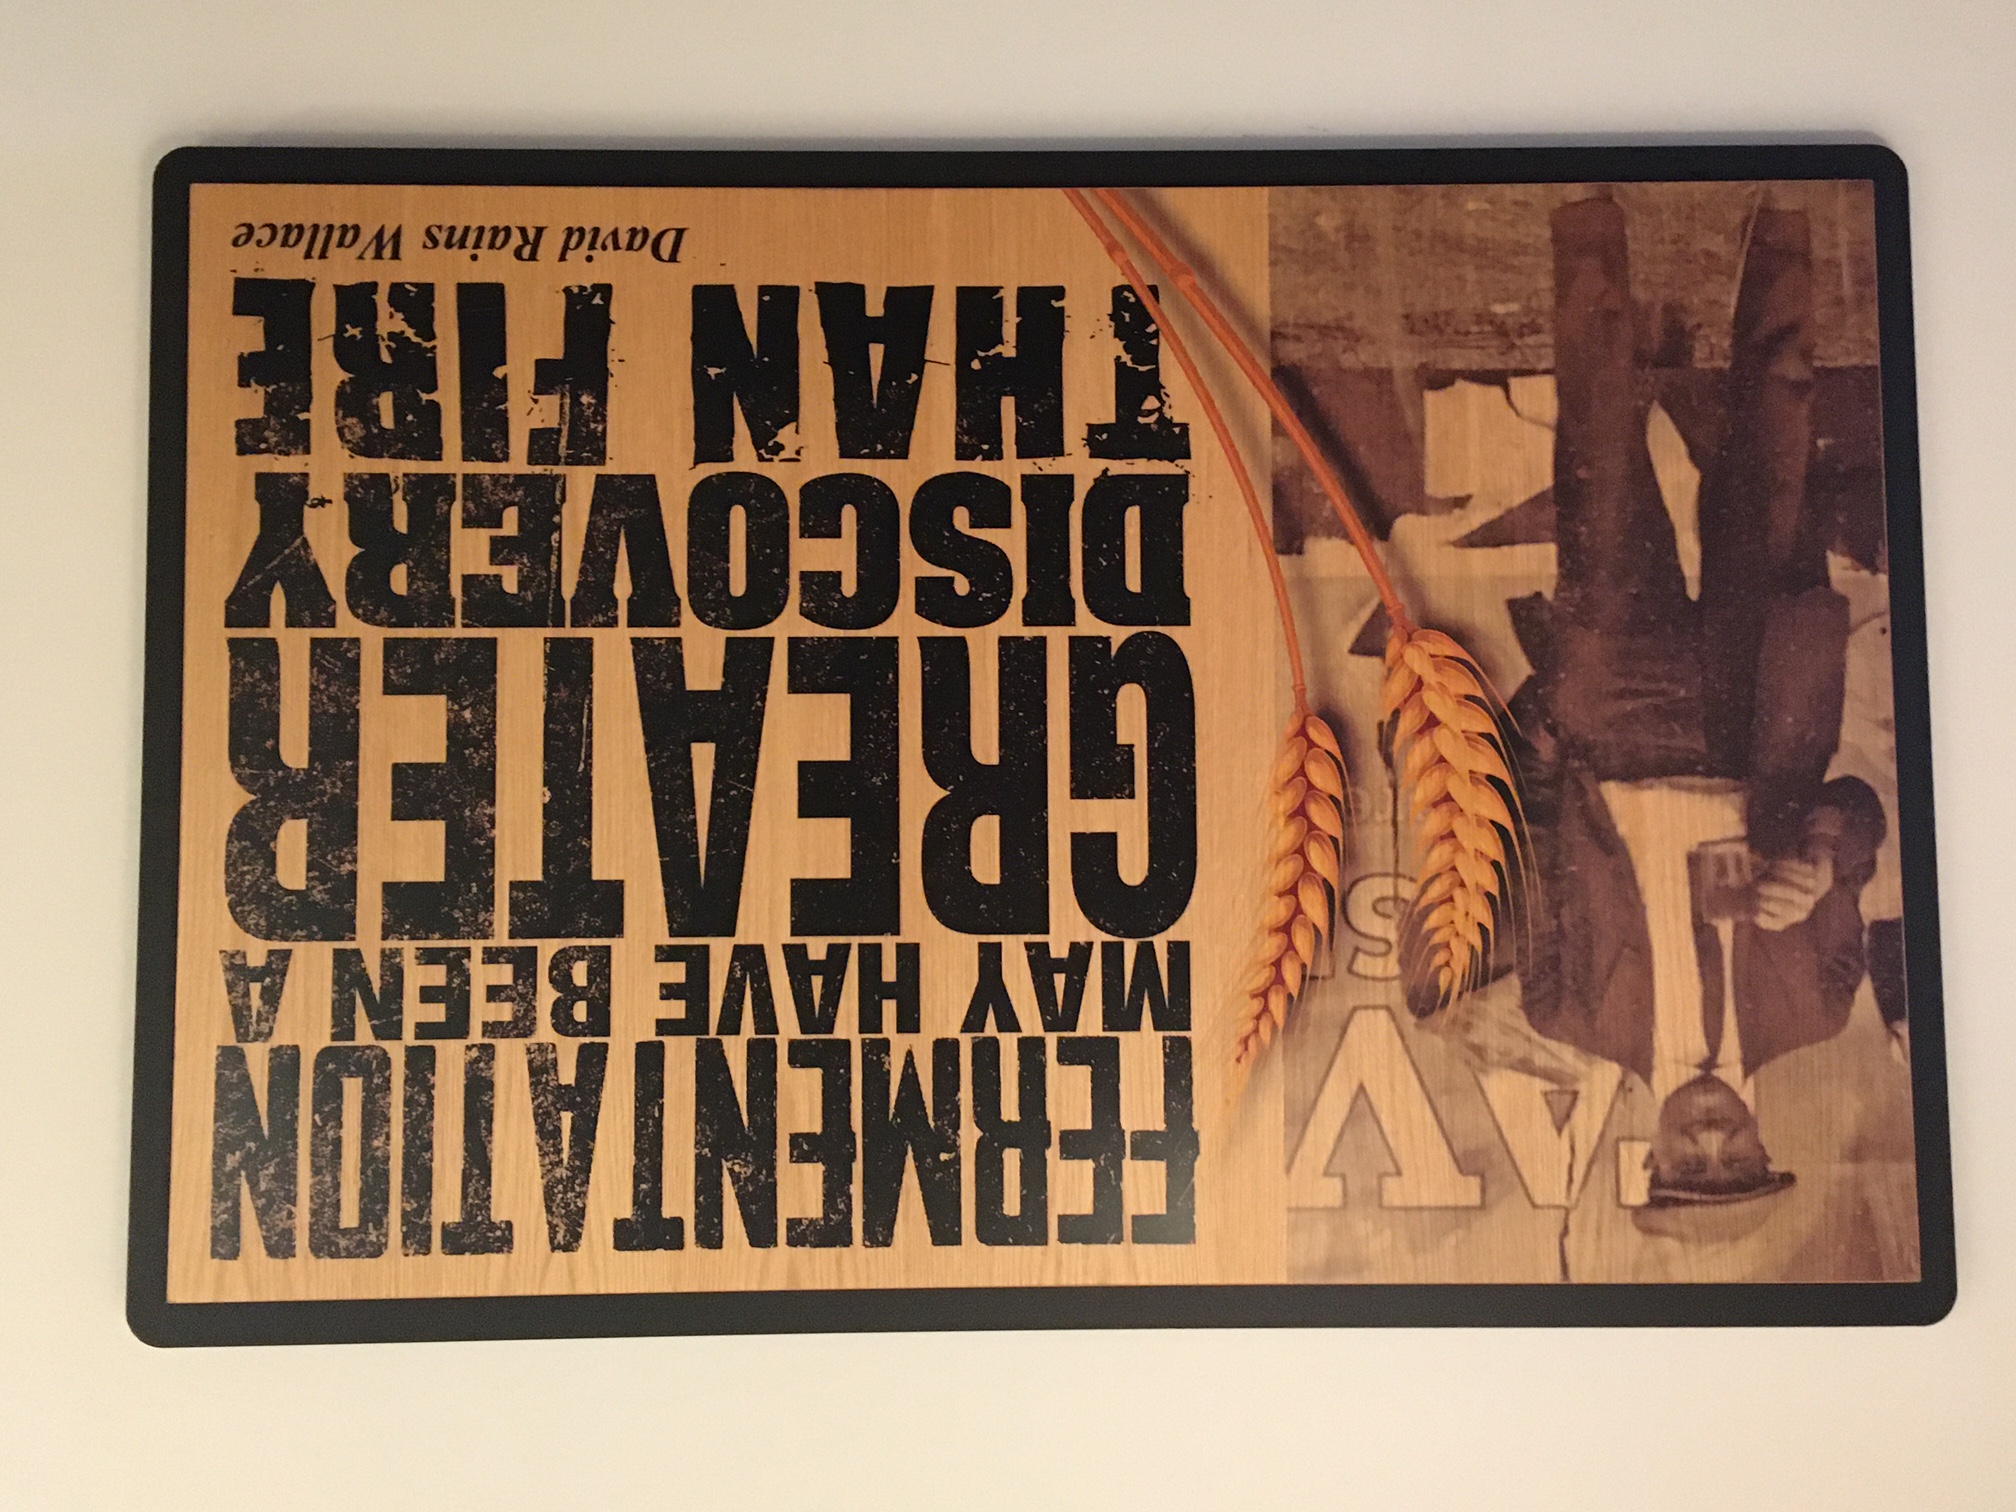 FERMENTATION
MAY HAVE BEEN A
GREATER
DISCOVERY
THAN FIRE
David Rains Wallace